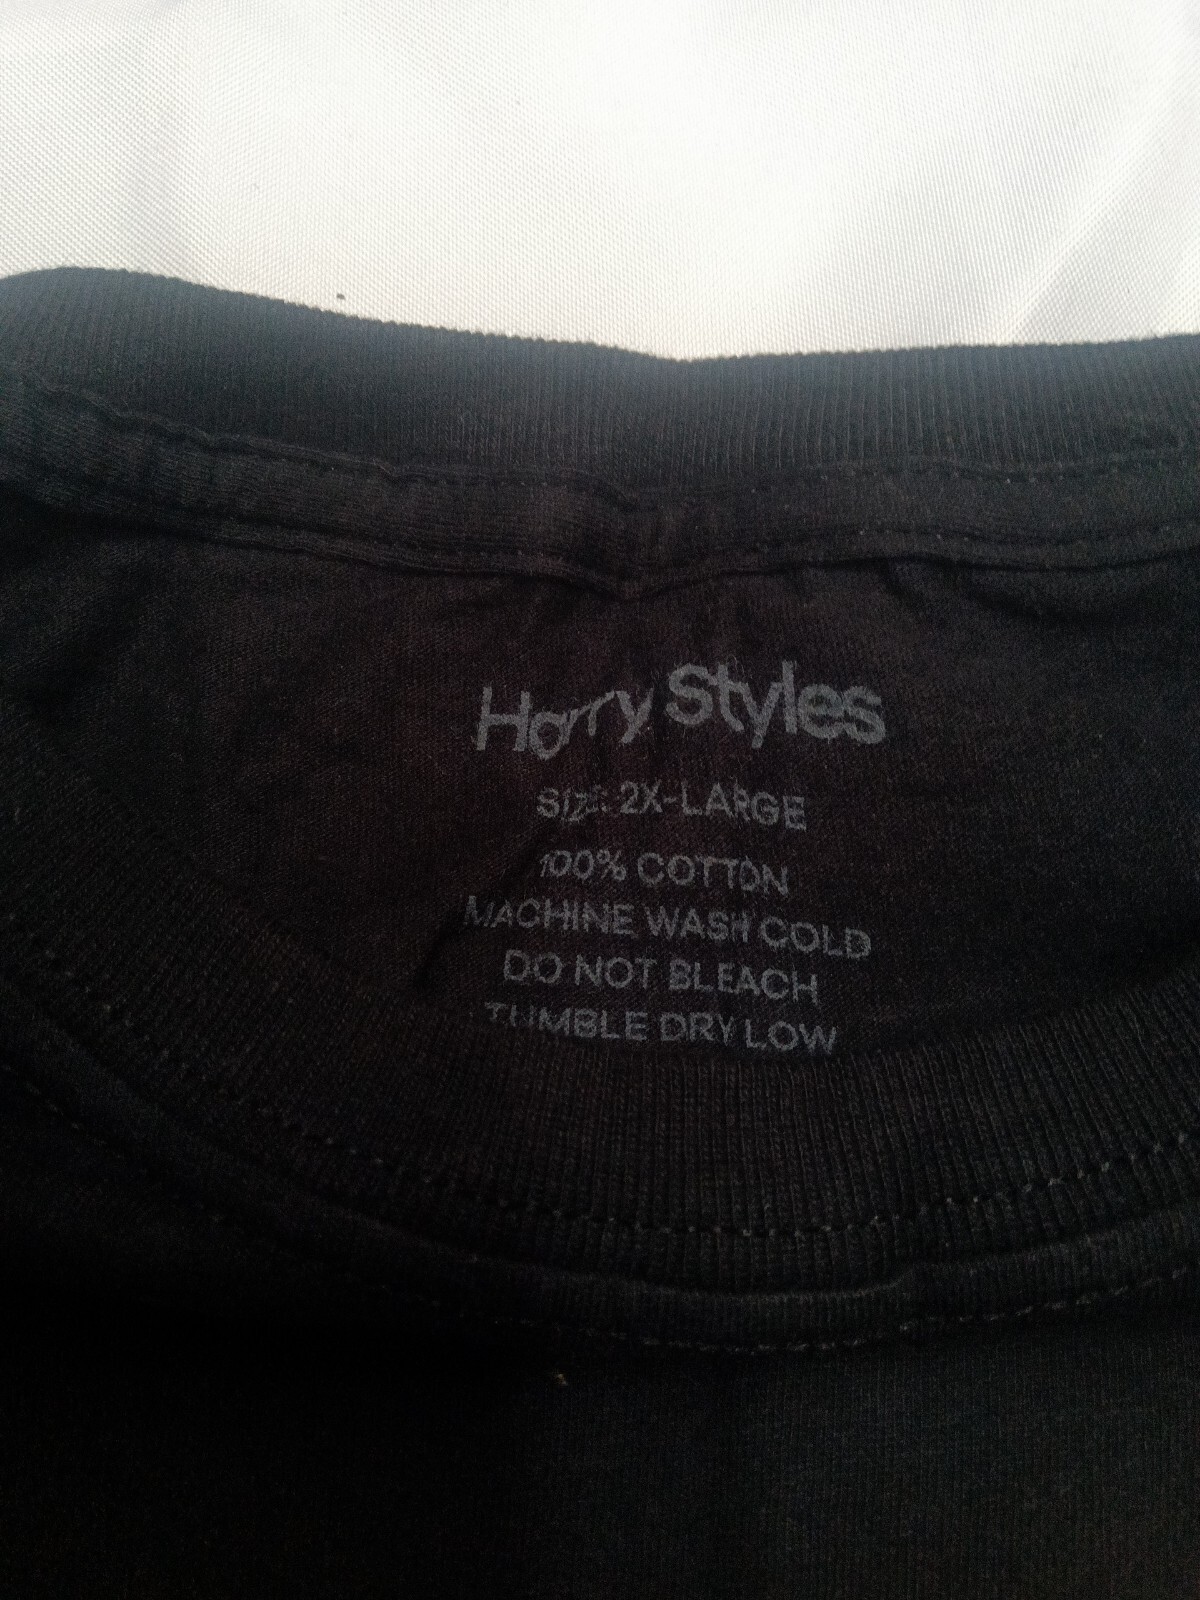 Harry Styles
SIZE: 2X-LARGE
100% COTTON
MACHINE WASH COLD
DO NOT BLEACH
TUMBLE DRY LOW